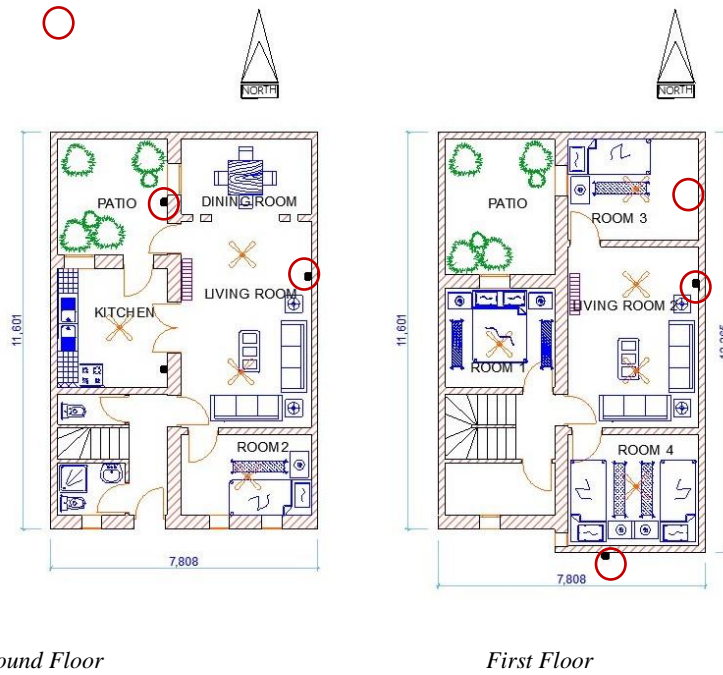 NORTH
NORTH
PATIO
DINING ROOM
KITCHEN
LIVING ROOM
ROOM2
11,601
7,808
PATIO
ROOM 3
LIVING ROOM 2
ROOM 1
ROOM 4
11,601
7,808
ound Floor
First Floor